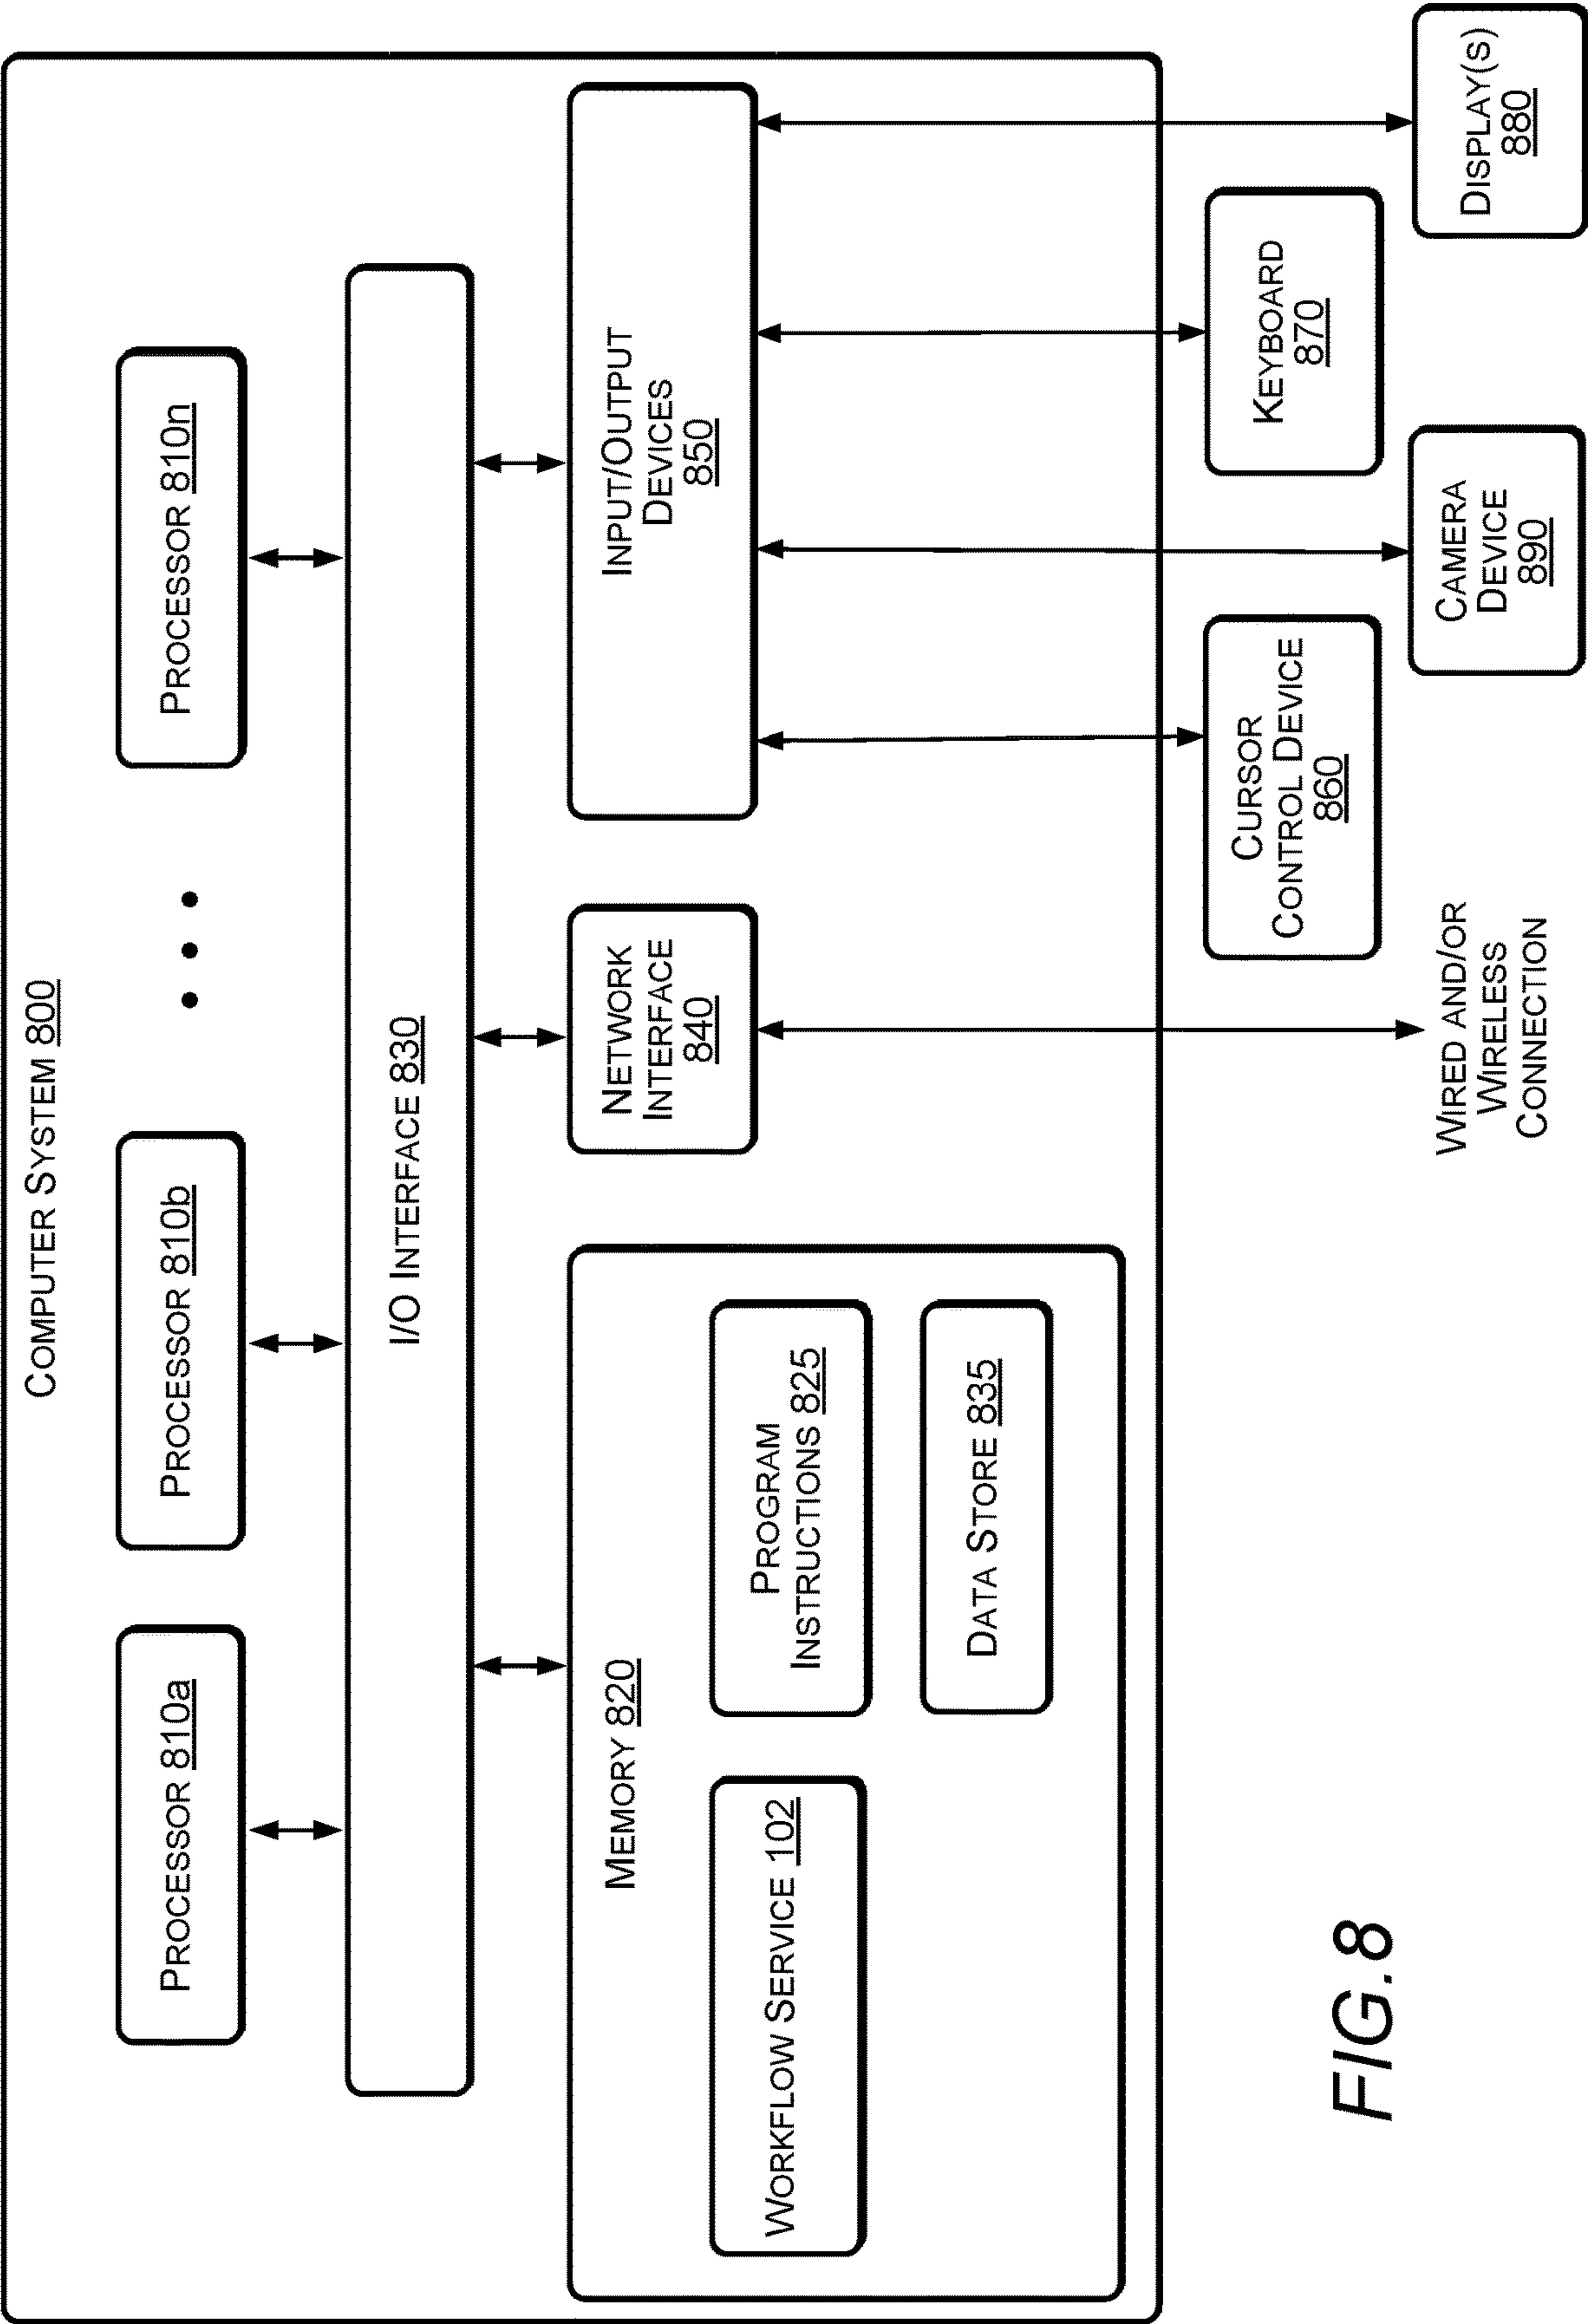 COMPUTER SYSTEM 800
PROCESSOR 810a
PROCESSOR 810b
PROCESSOR 810n
I/O INTERFACE 830
MEMORY 820
WORKFLOW SERVICE 102
PROGRAM
INSTRUCTIONS 825
DATA STORE 835
NETWORK
INTERFACE
840
INPUT/OUTPUT
DEVICES
850
WIRED AND/OR
WIRELESS
CONNECTION
CURSOR
CONTROL DEVICE
860
CAMERA
DEVICE
890
KEYBOARD
870
DISPLAY(S)
880
FIG.8